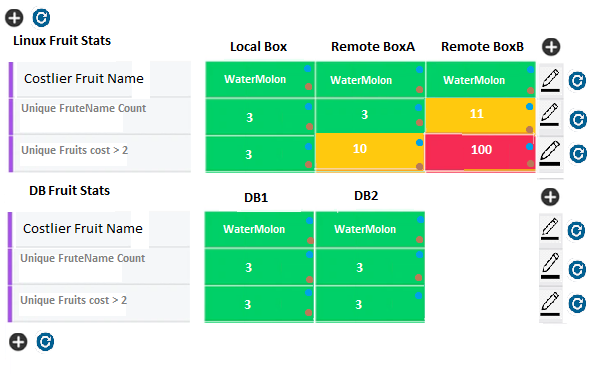 Linux Fruit Stats
Local Box Remote BoxA Remote BoxB
Costlier Fruit Name WaterMolon WaterMolon WaterMolon
Unique FruteName Count 3 3 11
Unique Fruits cost > 2 3 10 100
DB Fruit Stats
DB1 DB2
Costlier Fruit Name WaterMolon WaterMolon
Unique FruteName Count 3 3
Unique Fruits cost > 2 3 3